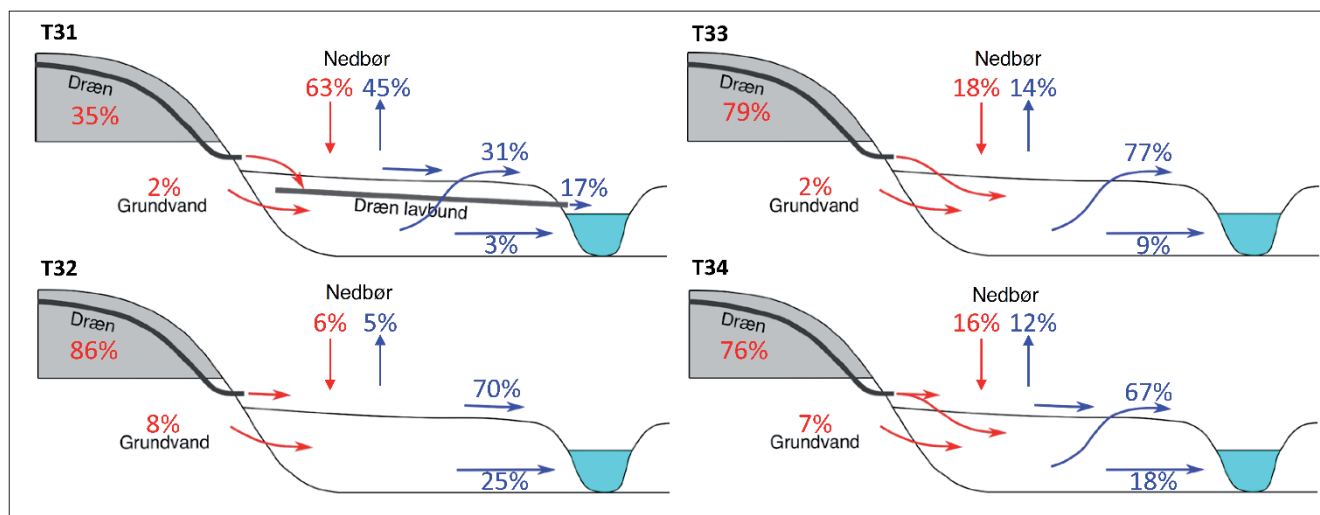 T31
Nedbør
Dræn
63% 45%
35%
31%
17%
2%
Grundvand
Dræn lavbund
3%
T33
Nedbør
Dræn
18% 14%
79%
77%
2%
Grundvand
9%
T32
Nedbør
Dræn
6% 5%
86%
70%
8%
Grundvand
25%
T34
Nedbør
Dræn
16% 12%
76%
67%
7%
Grundvand
18%